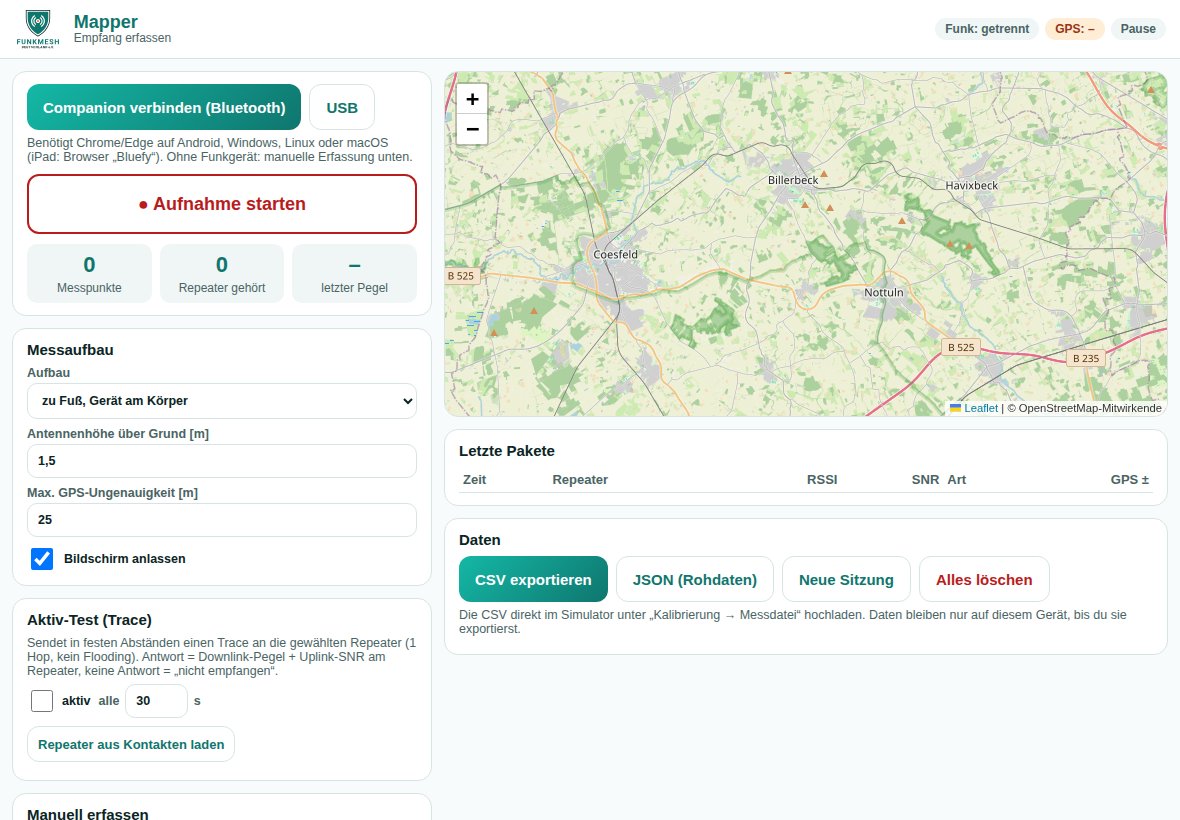 FUNKMESH
Mapper
Empfang erfassen
Funk: getrennt
GPS: –
Pause
Companion verbinden (Bluetooth)
USB
Benötigt Chrome/Edge auf Android, Windows, Linux oder macOS
(iPad: Browser „Bluefy“). Ohne Funkgerät: manuelle Erfassung unten.
● Aufnahme starten
0
Messpunkte
0
Repeater gehört
–
letzter Pegel
Messaufbau
Aufbau
zu Fuß, Gerät am Körper
Antennenhöhe über Grund [m]
1,5
Max. GPS-Ungenauigkeit [m]
25
Bildschirm anlassen
Aktiv-Test (Trace)
Sendet in festen Abständen einen Trace an die gewählten Repeater (1
Hop, kein Flooding). Antwort = Downlink-Pegel + Uplink-SNR am
Repeater, keine Antwort = „nicht empfangen“.
aktiv alle 30 s
Repeater aus Kontakten laden
Manuell erfassen
+
−
Billerbeck
Havixbeck
Coesfeld
B 525
Nottuln
B 525
B 235
Leaflet | © OpenStreetMap-Mitwirkende
Letzte Pakete
Zeit Repeater RSSI SNR Art GPS ±
Daten
CSV exportieren
JSON (Rohdaten)
Neue Sitzung
Alles löschen
Die CSV direkt im Simulator unter „Kalibrierung → Messdatei“ hochladen. Daten bleiben nur auf diesem Gerät, bis du sie
exportierst.